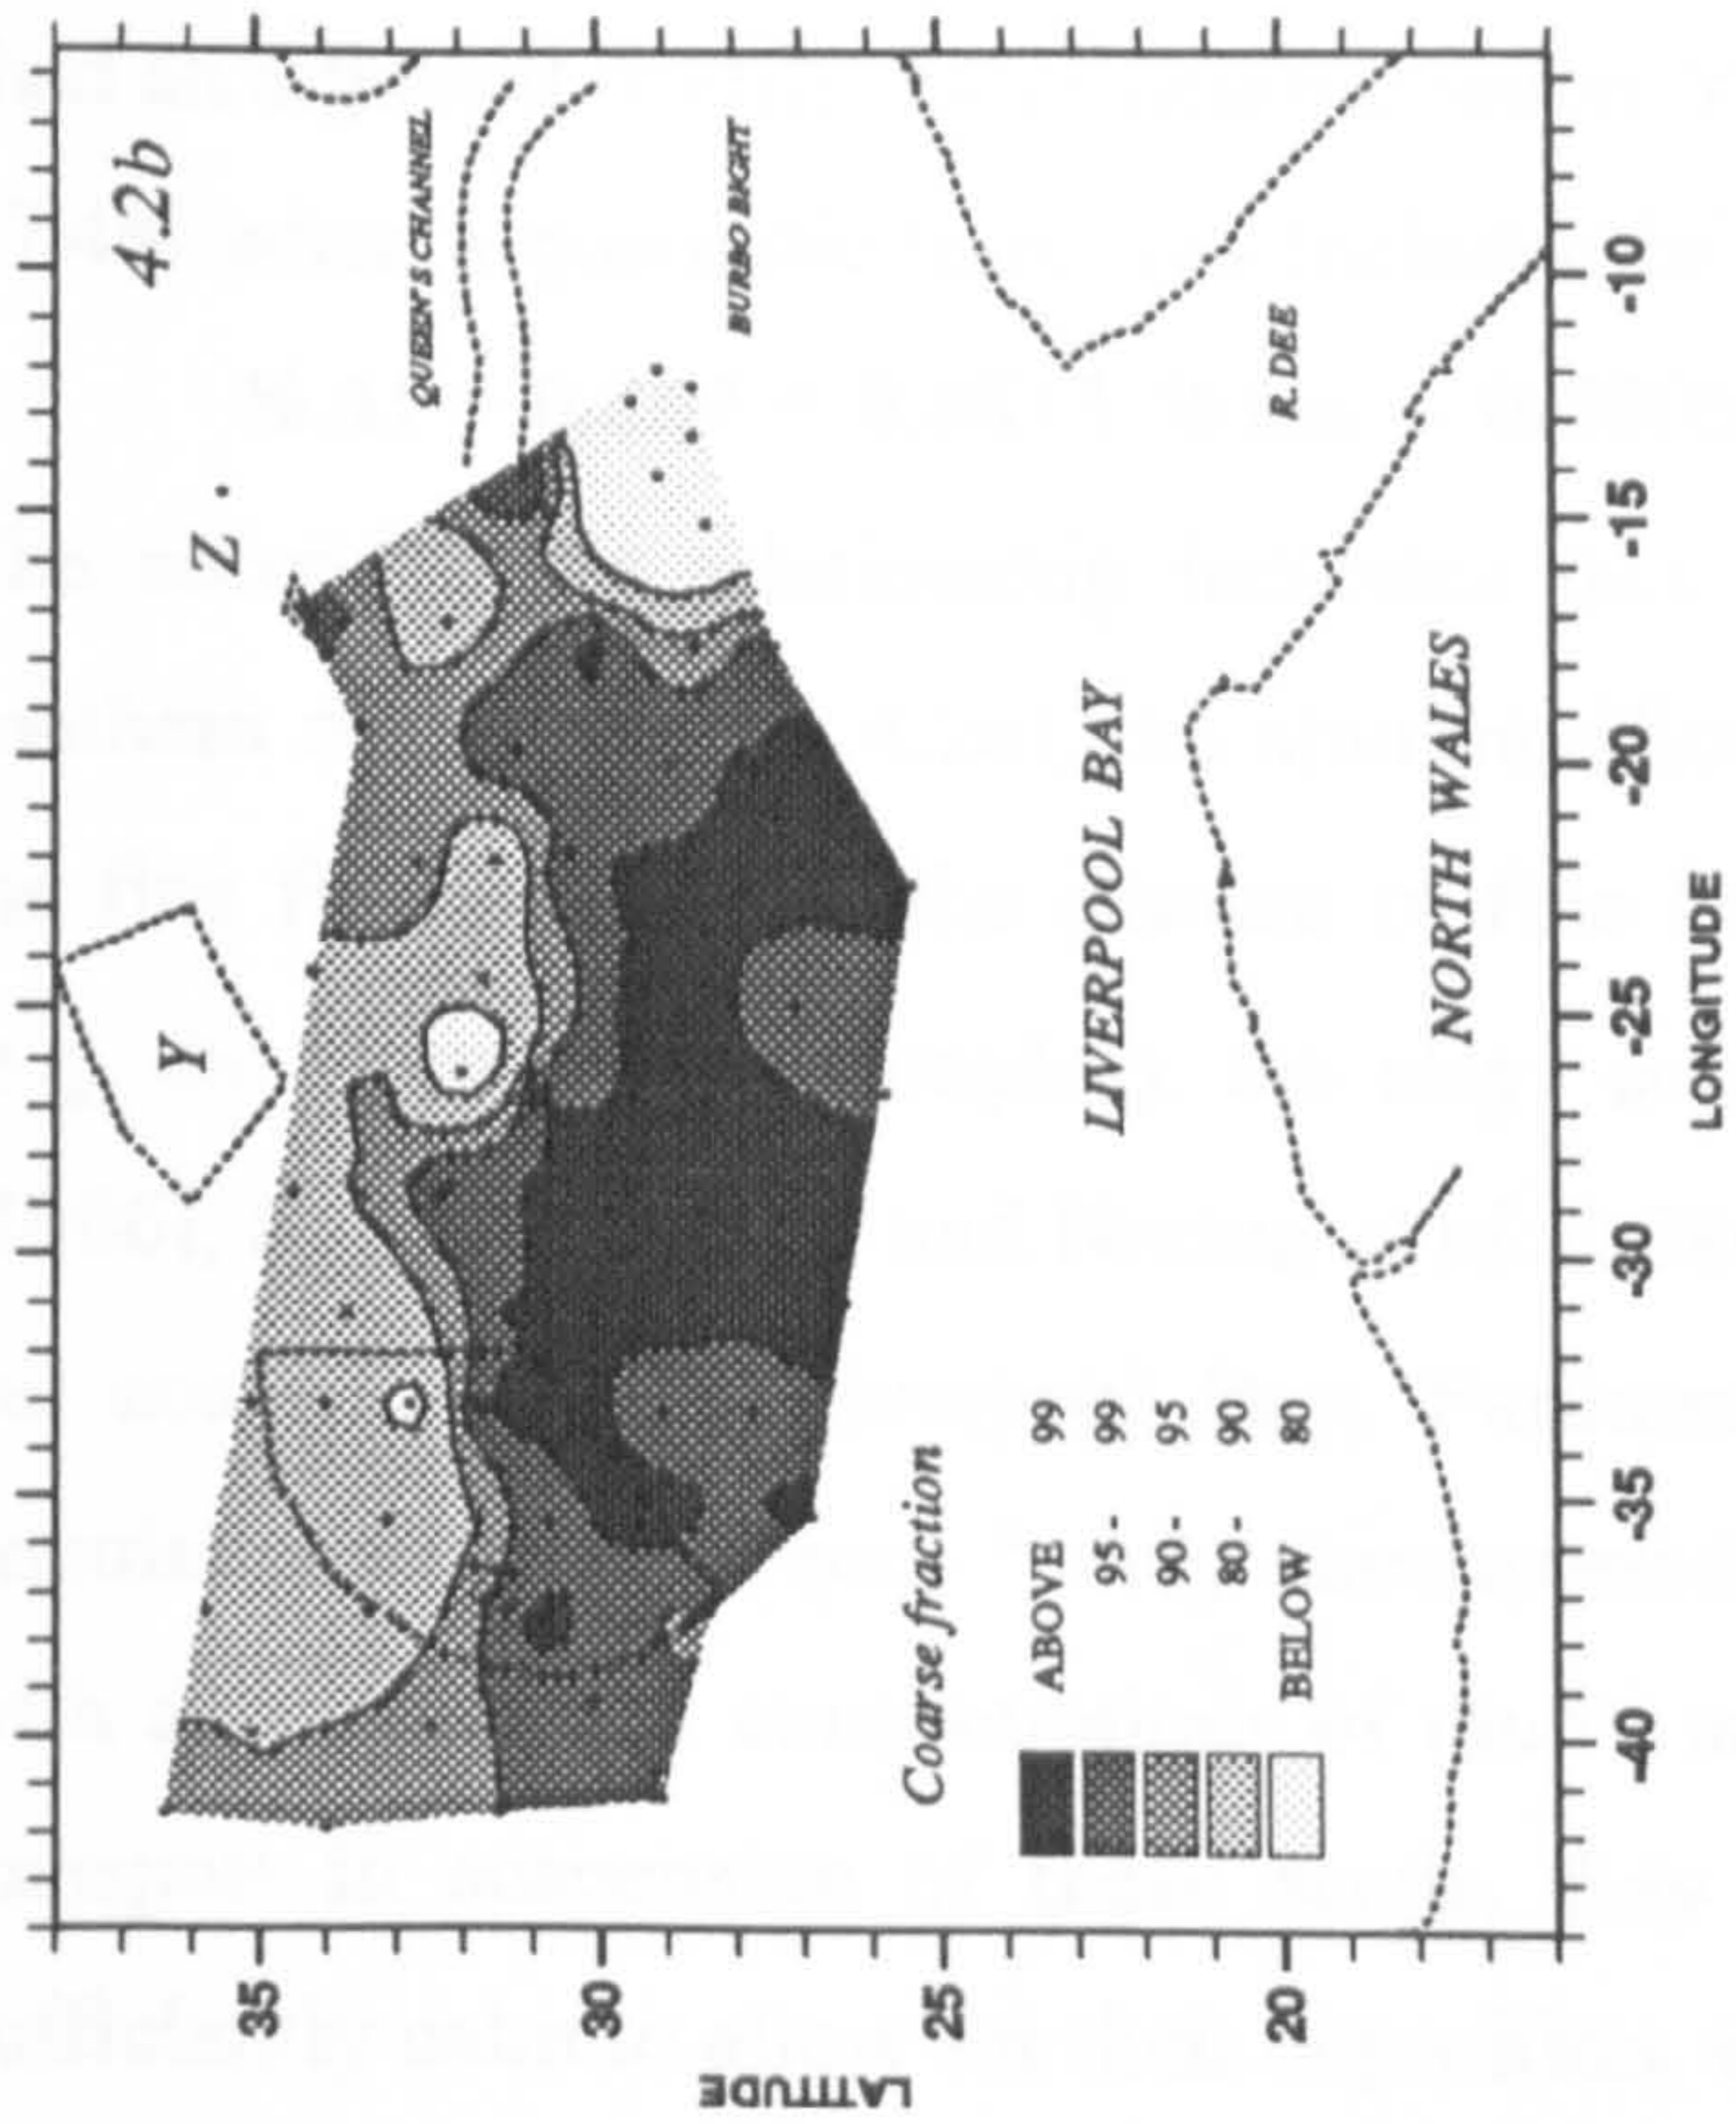 4.2b
Y
Z
QUEEN'S CHANNEL
BURBO BIGHT
R. DEE
LIVERPOOL BAY
NORTH WALES
Coarse fraction
ABOVE 99
95 - 99
90 - 95
80 - 90
BELOW 80
LATITUDE
35
30
25
20
-40
-35
-30
-25
-20
-15
-10
LONGITUDE